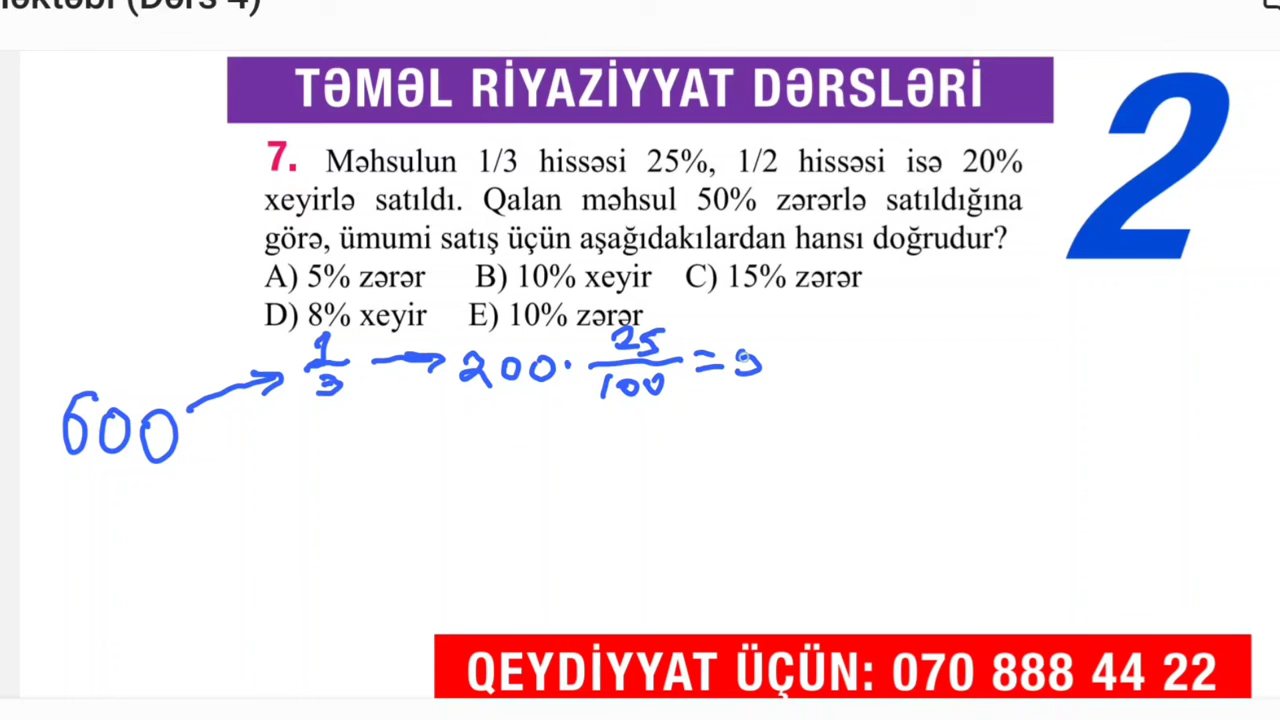 (Dərs 4)
TƏMƏL RİYAZİYYAT DƏRSLƏRİ
2
7. Məhsulun 1/3 hissəsi 25%, 1/2 hissəsi isə 20%
xeyirlə satıldı. Qalan məhsul 50% zərərlə satıldığına
görə, ümumi satış üçün aşağıdakılardan hansı doğrudur?
A) 5% zərər B) 10% xeyir C) 15% zərər
D) 8% xeyir E) 10% zərər
600 → 1/3 → 200 · 25/100 =
QEYDİYYAT ÜÇÜN: 070 888 44 22